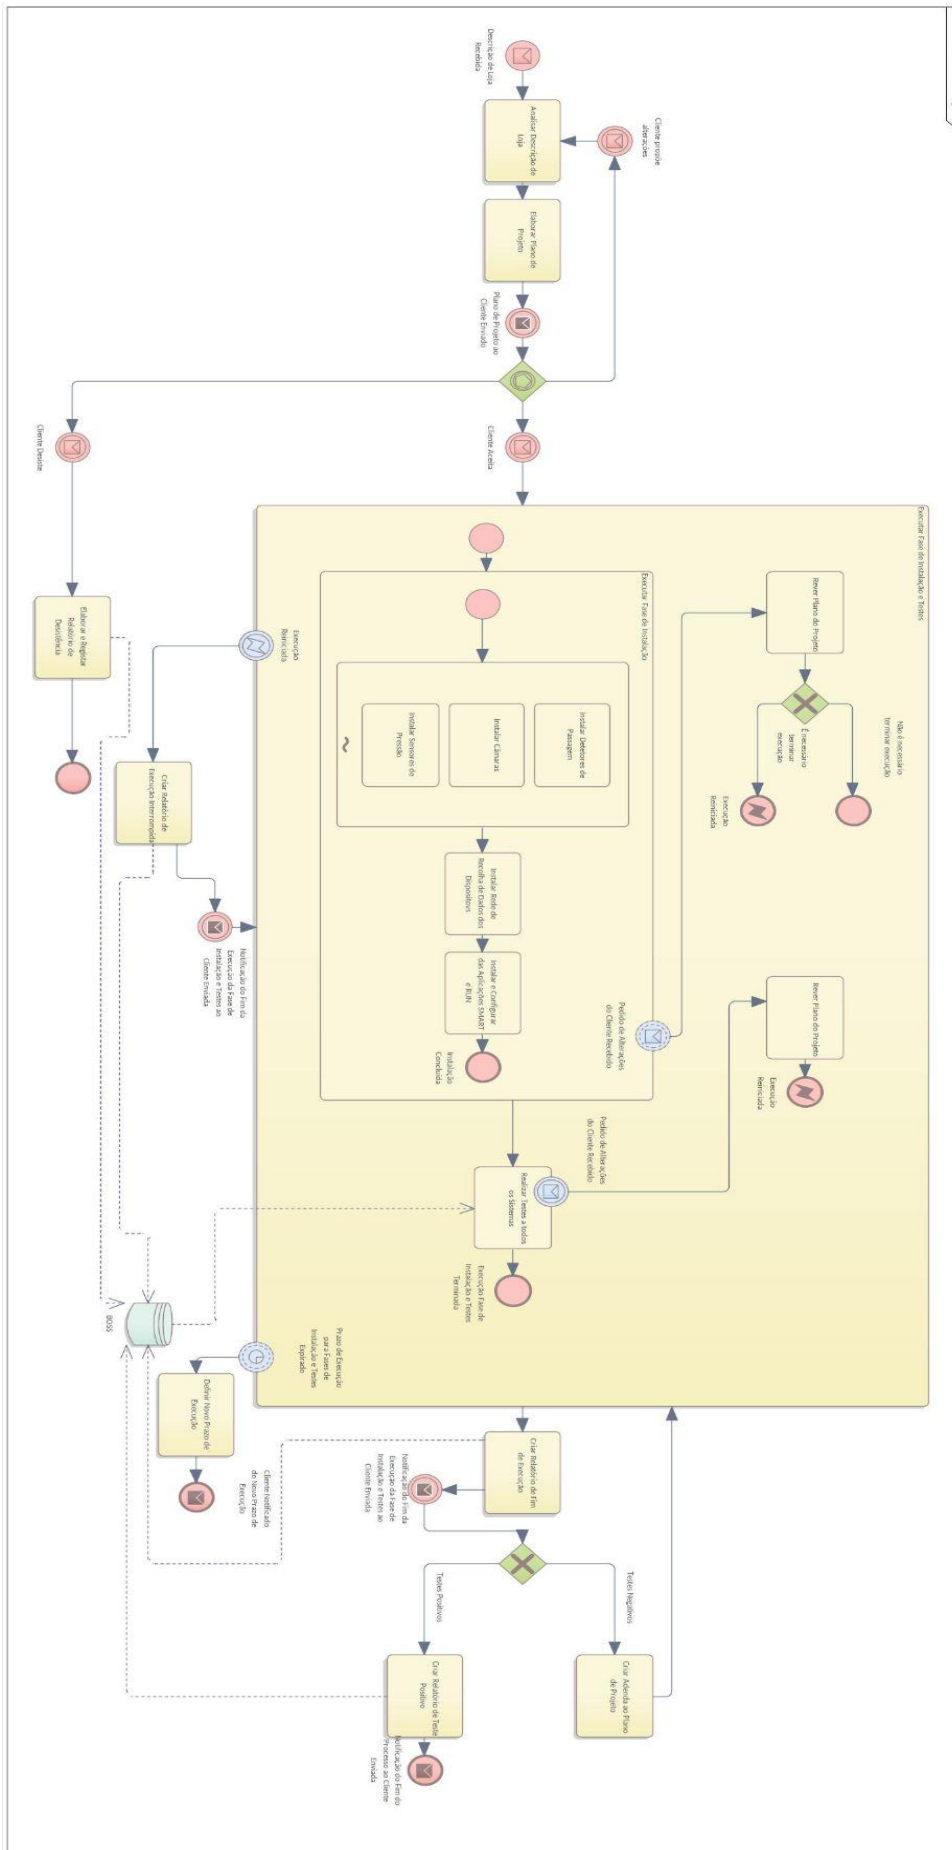 Descrição de Loja
Recebida
Analisar Descrição de
Loja
Cliente propõe
alterações
Elaborar Plano de
Projeto
Plano de Projeto ao
Cliente Enviado
Cliente Aceita
Cliente Desiste
Elaborar e Registar
Relatório de
Desistência
Executar Fase de Instalação e Testes
Executar Fase de Instalação
Instalar Detetores de
Passagem
Instalar Câmaras
Instalar Sensores de
Pressão
Instalar Rede de
Recolha de Dados dos
Dispositovs
Instalar e Configurar
das Aplicações SMART
e RUN
Instalação
Concluída
Pedido de Alterações
do Cliente Recebido
Rever Plano do Projeto
Não é necessário
terminar execução
É necessário
terminar
execução
Execução
Reiniciada
Rever Plano do Projeto
Execução
Reiniciada
Pedido de Alterações
do Cliente Recebido
Realizar Testes a todos
os Sistemas
Execução Fase de
Instalação e Testes
Terminada
Execução
Reiniciada
Criar Relatório de
Execução Interrompida
Notificação do Fim da
Execução da Fase de
Instalação e Testes ao
Cliente Enviada
BOSS
Prazo de Execução
para Fases de
Instalação e Testes
Expirado
Definir Novo Prazo de
Execução
Cliente Notificado
do Novo Prazo de
Execução
Criar Relatório de Fim
de Execução
Notificação do Fim da
Execução da Fase de
Instalação e Testes ao
Cliente Enviada
Testes Negativos
Testes Positivos
Criar Adenda ao Plano
de Projeto
Criar Relatório de Teste
Positivo
Notificação do Fim do
Processo ao Cliente
Enviada